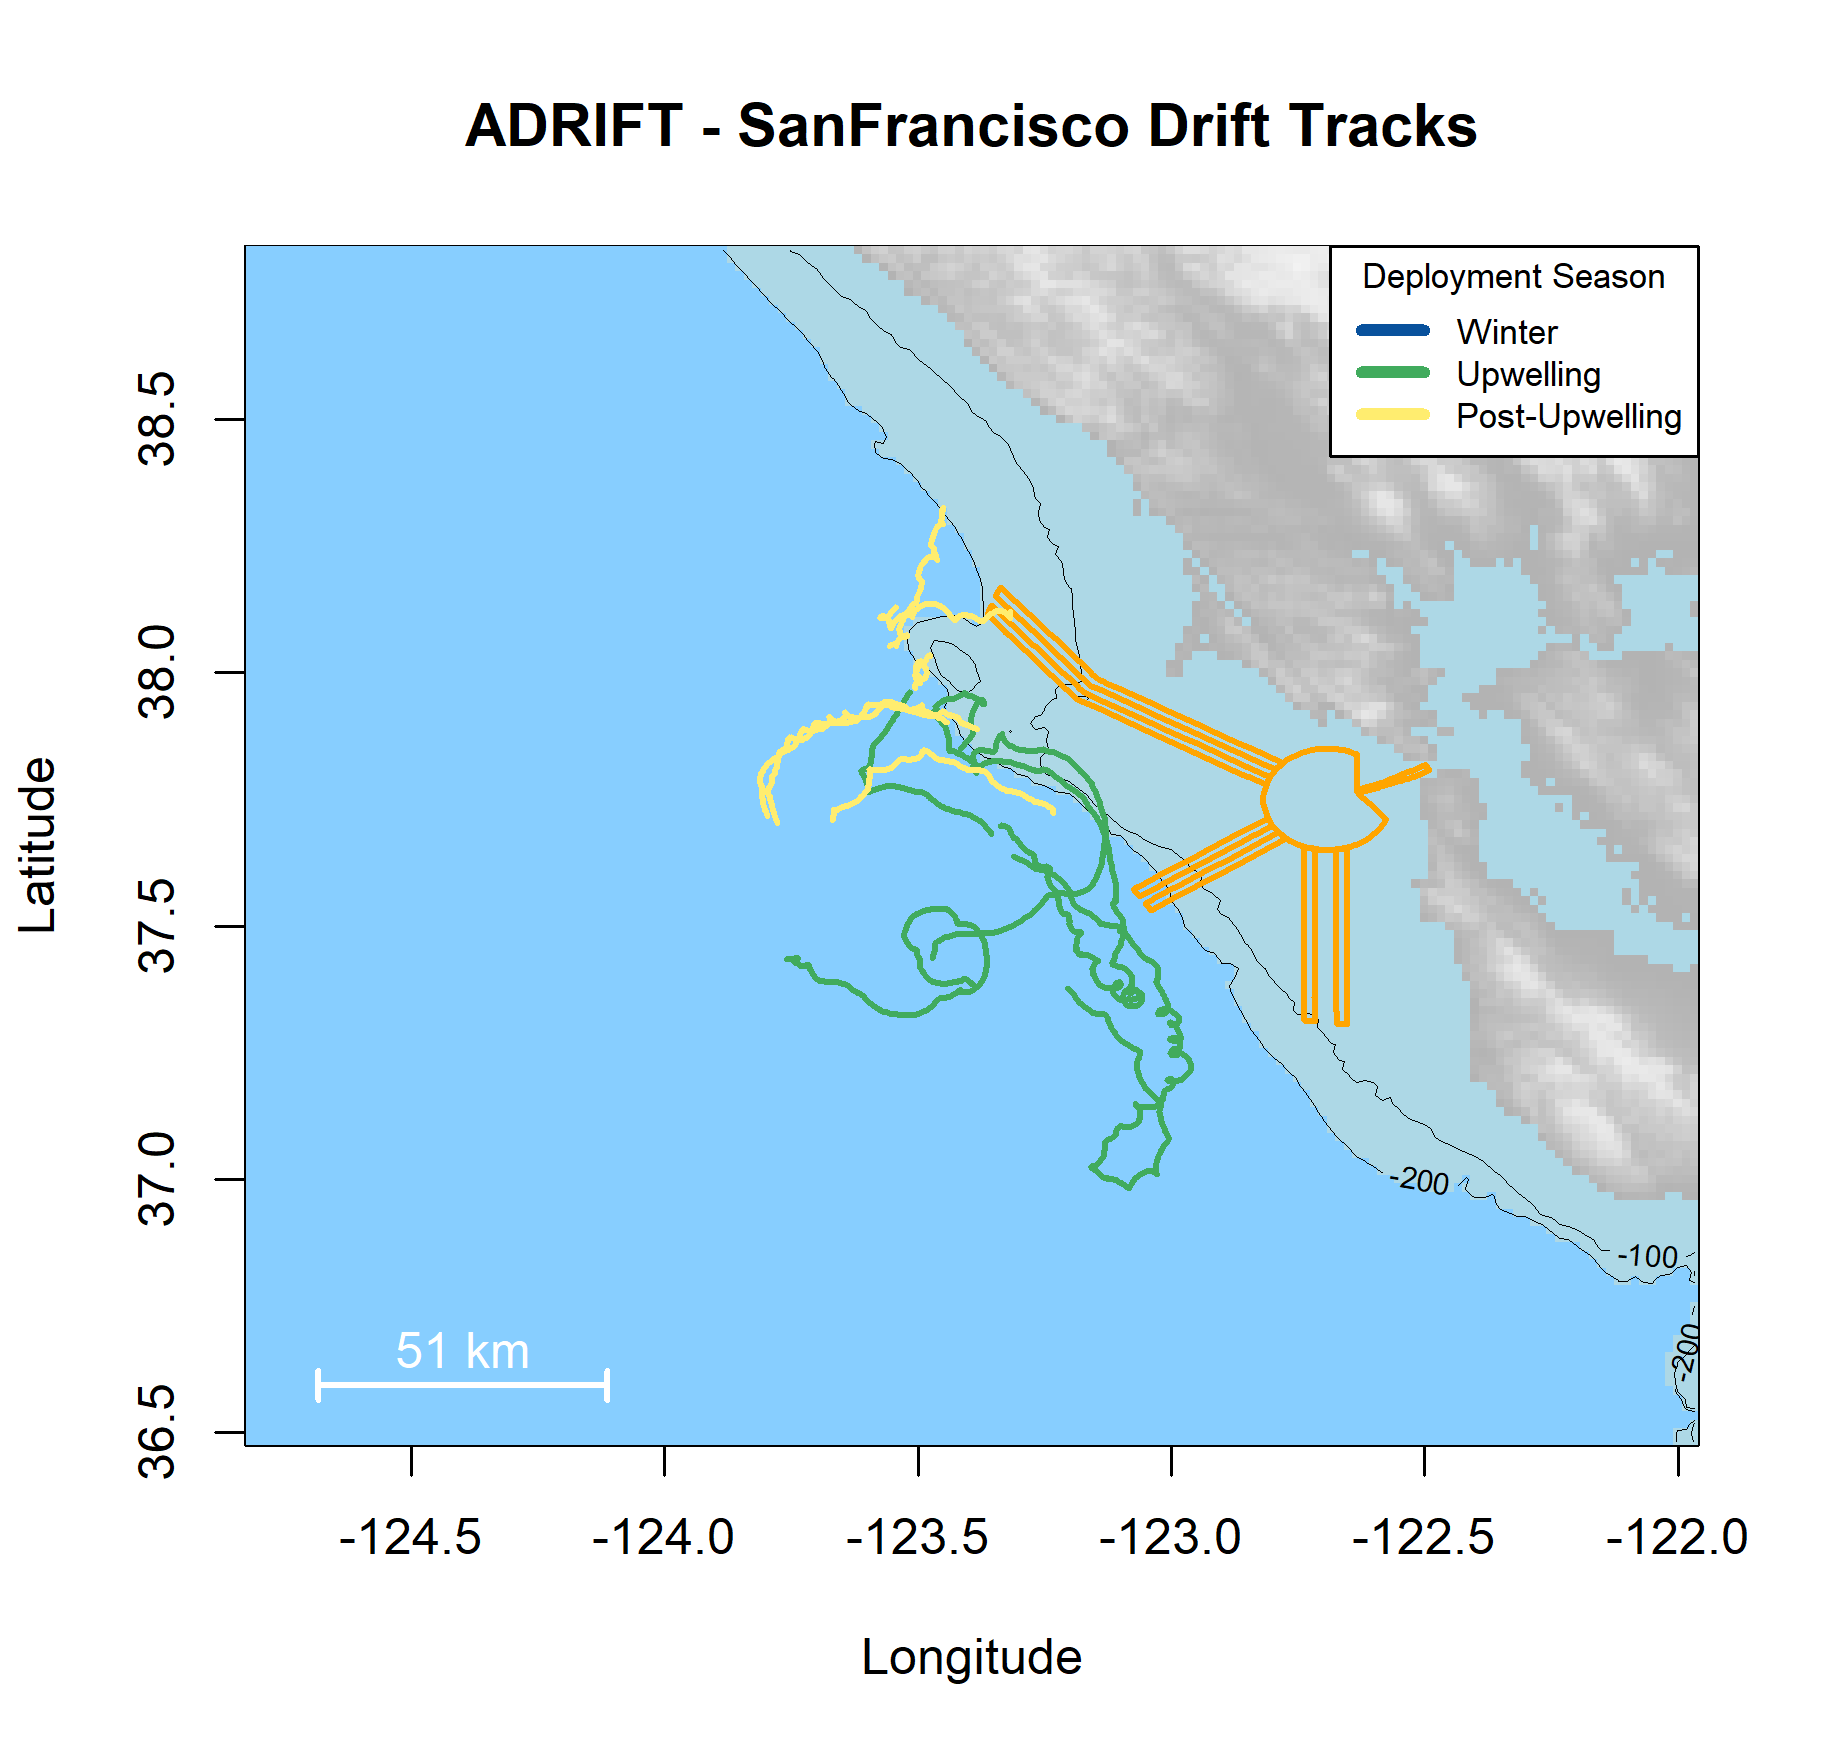 ADRIFT - SanFrancisco Drift Tracks
Deployment Season
Winter
Upwelling
Post-Upwelling
38.5
38.0
37.5
37.0
36.5
Latitude
-200
-100
-200
51 km
-124.5
-124.0
-123.5
-123.0
-122.5
-122.0
Longitude